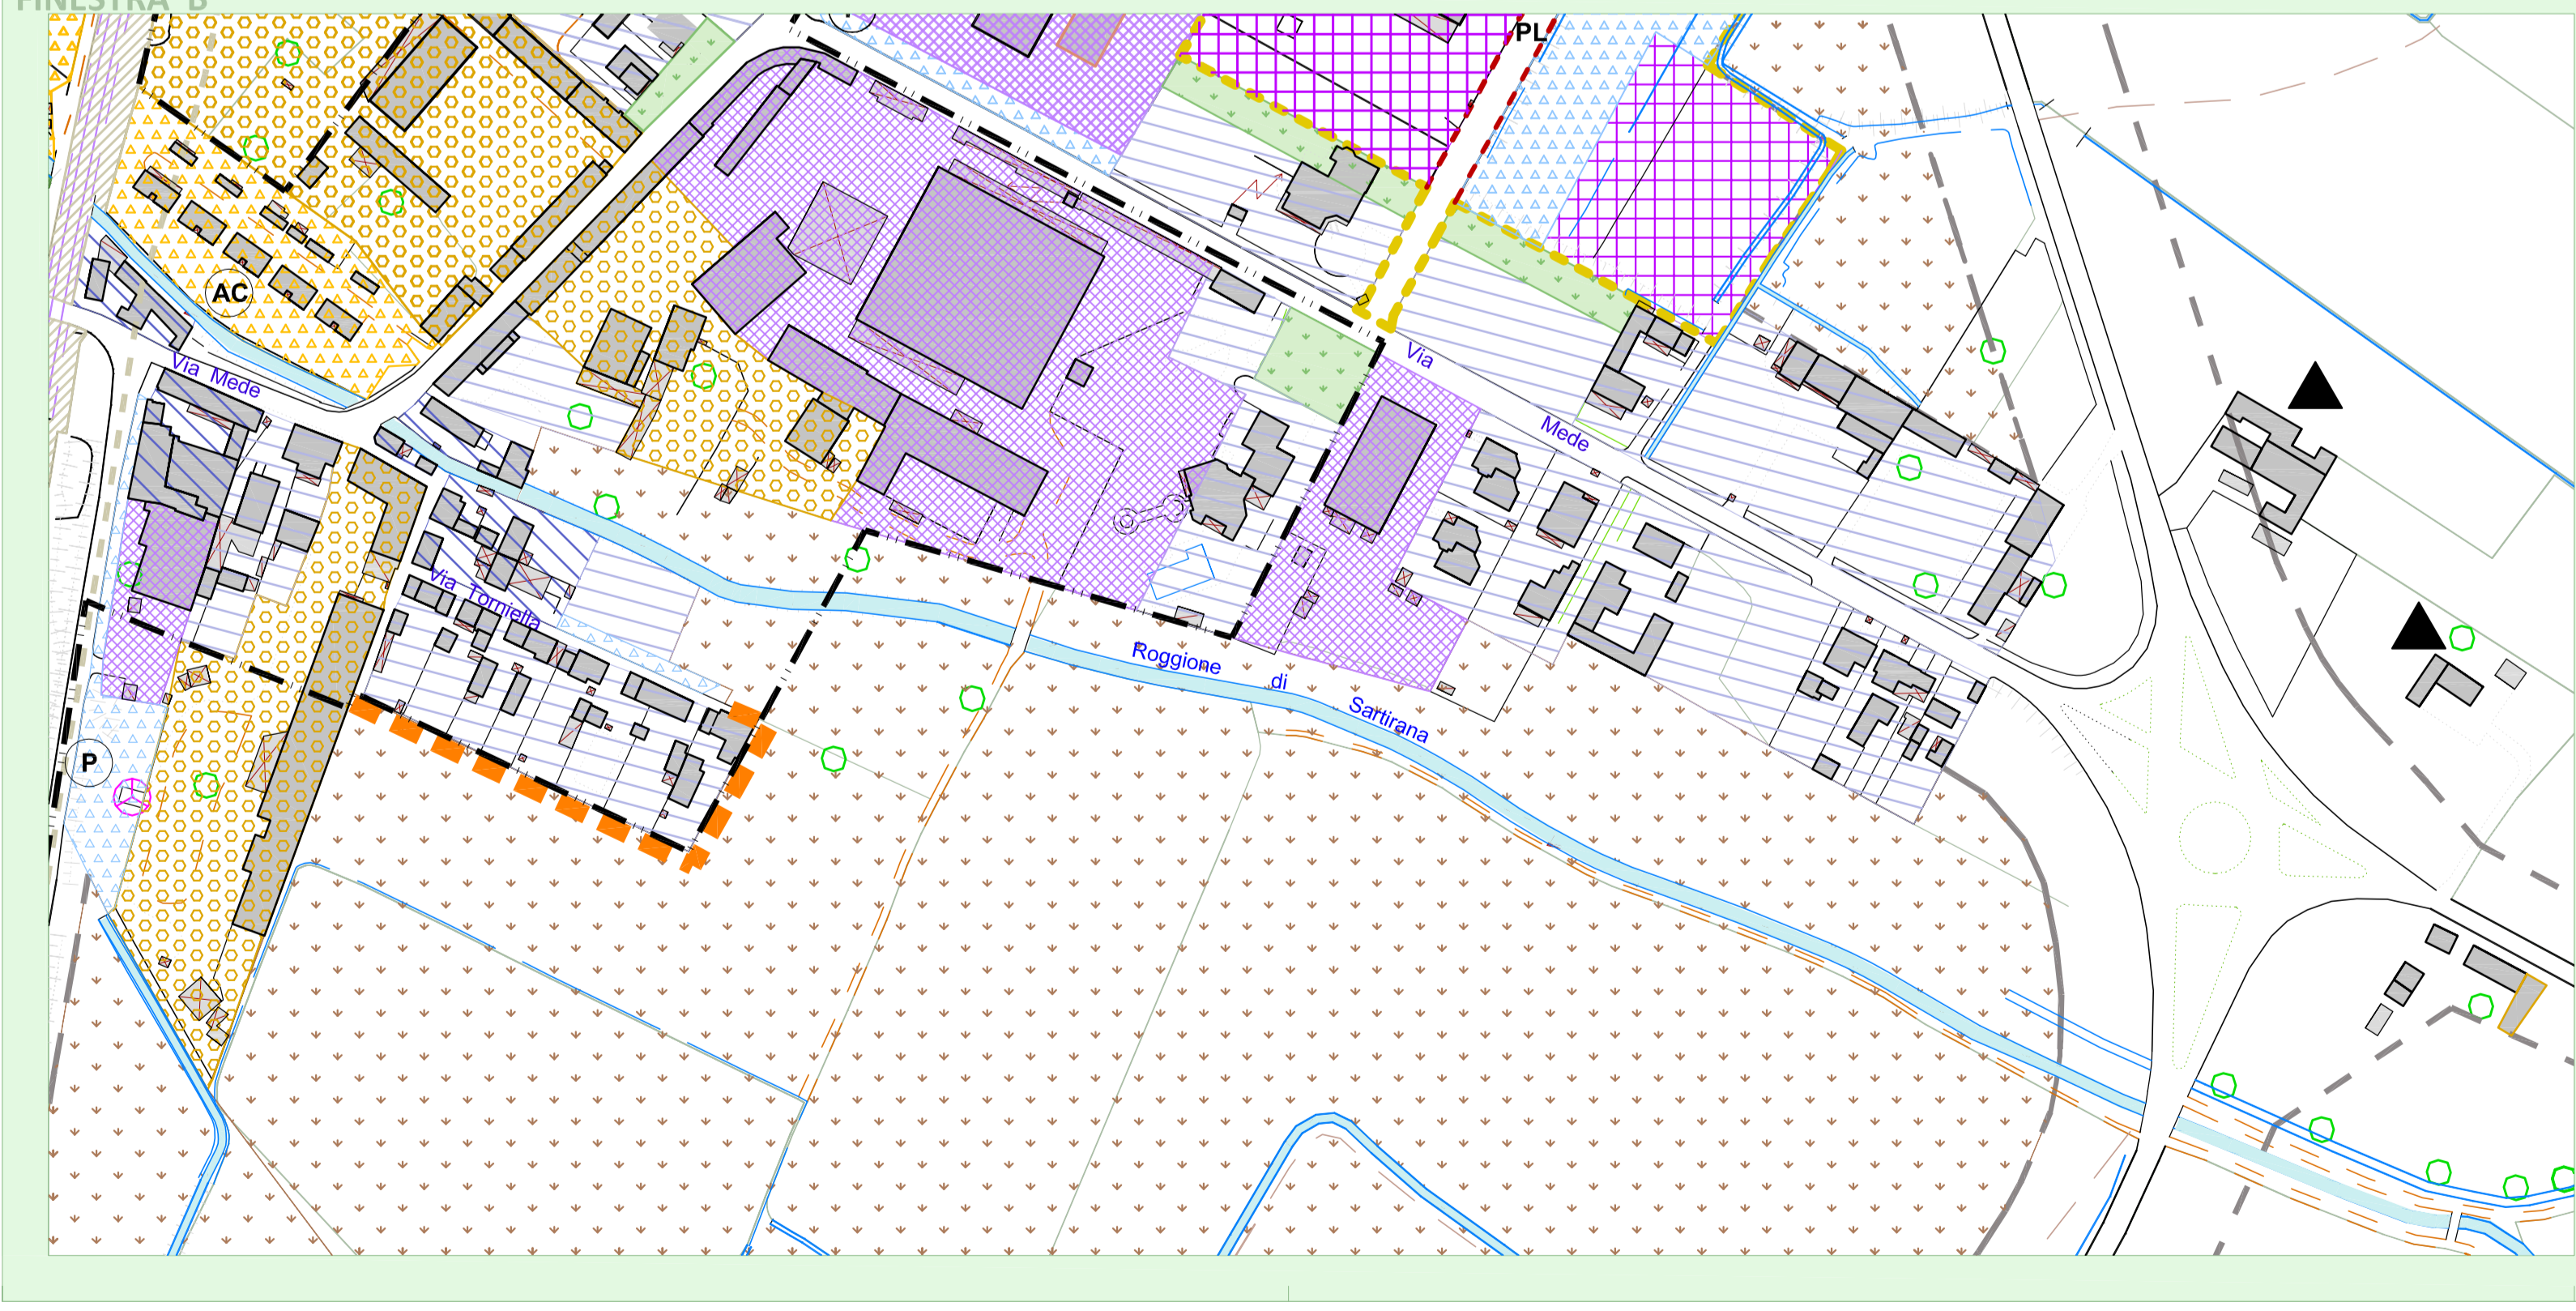 FINESTRA B
PL
AC
Via Mede
Via
Mede
Via Torniella
Roggione
di
Sartirana
P